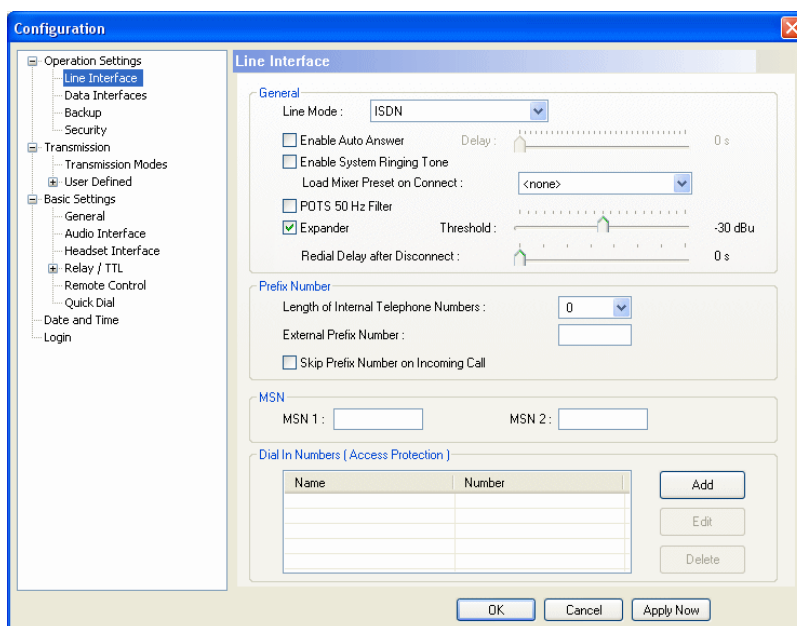 Configuration
Operation Settings
Line Interface
Data Interfaces
Backup
Security
Transmission
Transmission Modes
User Defined
Basic Settings
General
Audio Interface
Headset Interface
Relay / TTL
Remote Control
Quick Dial
Date and Time
Login
Line Interface
General
Line Mode : ISDN
Enable Auto Answer Delay : 0 s
Enable System Ringing Tone
Load Mixer Preset on Connect : <none>
POTS 50 Hz Filter
Expander Threshold : -30 dBu
Redial Delay after Disconnect : 0 s
Prefix Number
Length of Internal Telephone Numbers : 0
External Prefix Number :
Skip Prefix Number on Incoming Call
MSN
MSN 1 : MSN 2 :
Dial In Numbers ( Access Protection )
Name Number
Add
Edit
Delete
OK Cancel Apply Now